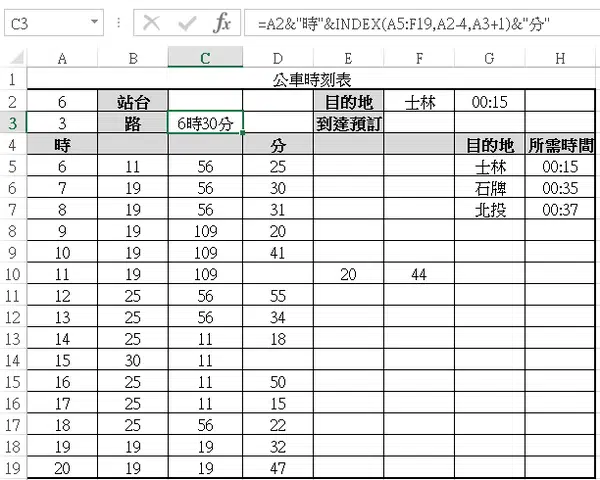 C3 =A2&"時"&INDEX(A5:F19,A2-4,A3+1)&"分"
A B C D E F G H
1 公車時刻表
2 6 站台 目的地 士林 00:15
3 3 路 6時30分 到達預訂
4 時 分 目的地 所需時間
5 6 11 56 25 士林 00:15
6 7 19 56 30 石牌 00:35
7 8 19 56 31 北投 00:37
8 9 19 109 20
9 10 19 109 41
10 11 19 109 20 44
11 12 25 56 55
12 13 25 56 34
13 14 25 11 18
14 15 30 11
15 16 25 11 50
16 17 25 11 15
17 18 25 56 22
18 19 19 19 32
19 20 19 19 47